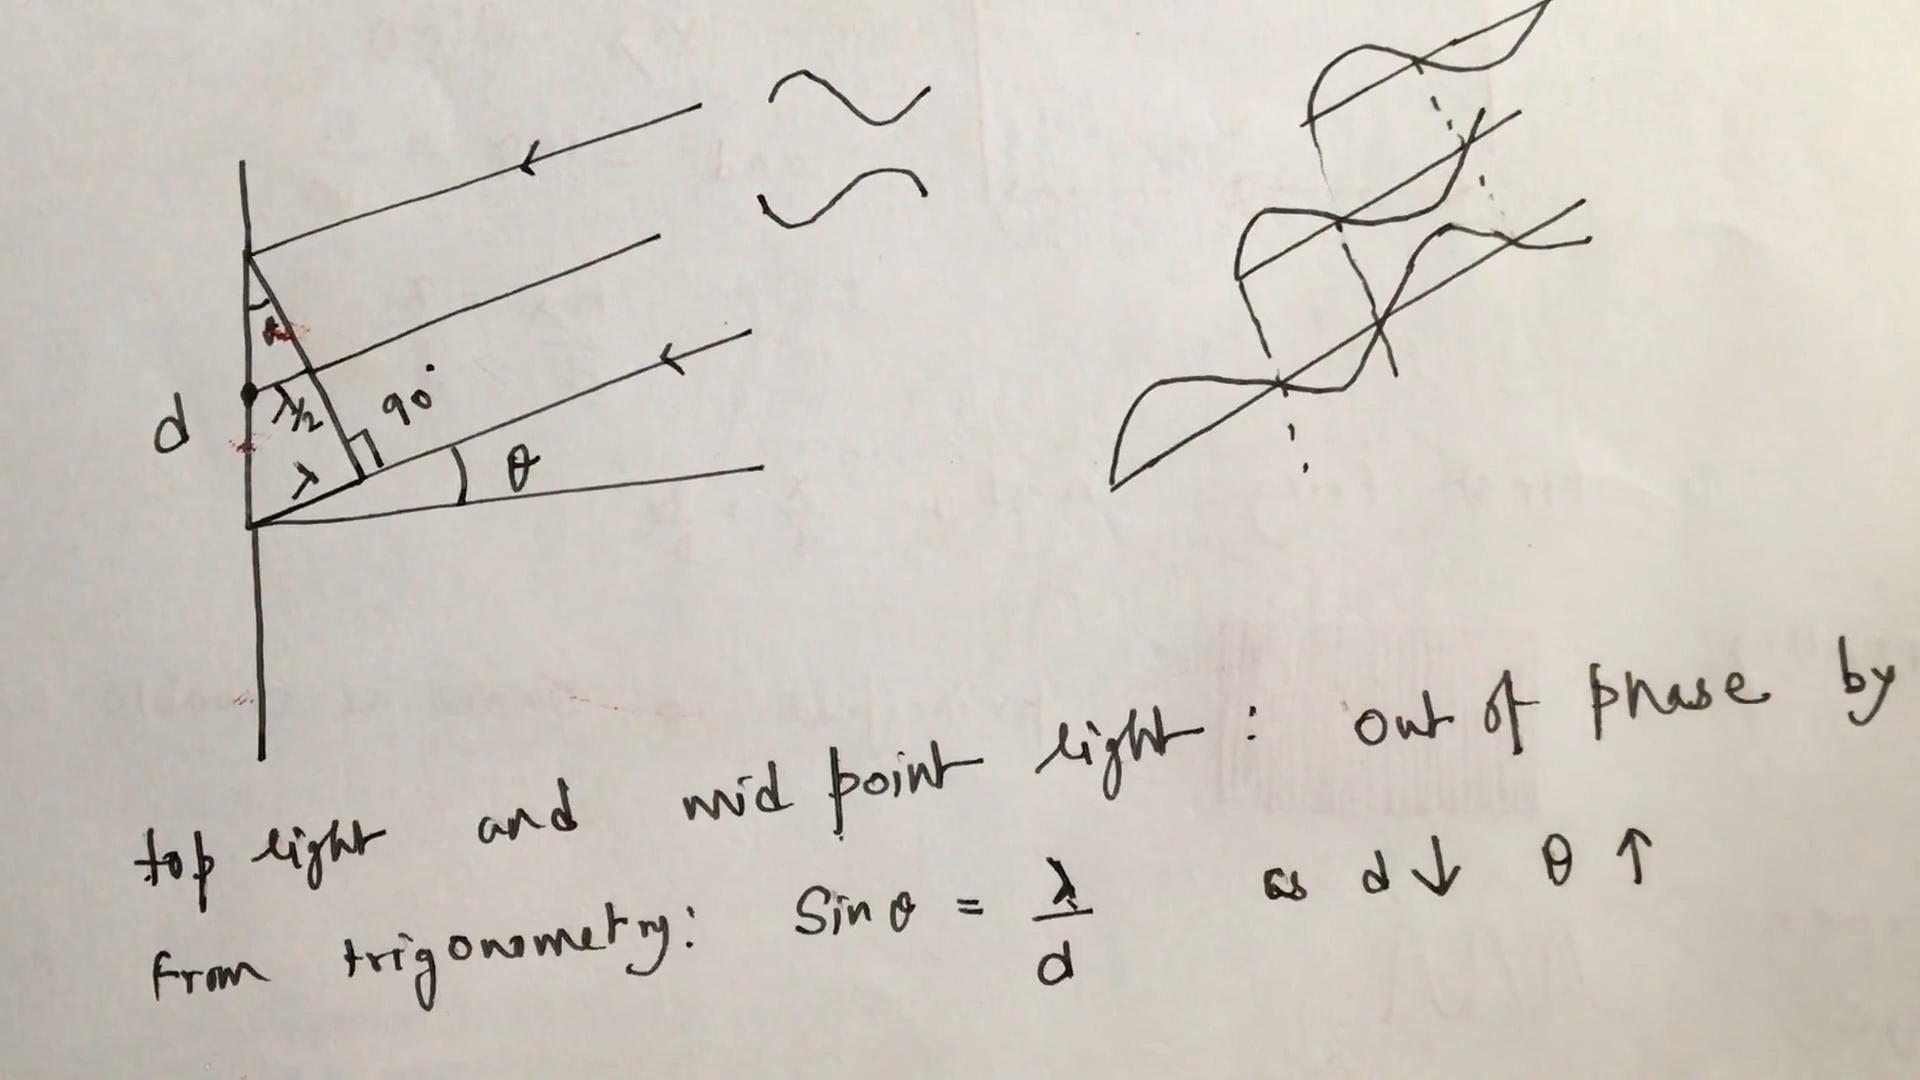 d
λ/2
λ
90°
θ
top light and mid point light : out of phase by
From trigonometry: Sin θ = λ/d as d ↓ θ ↑